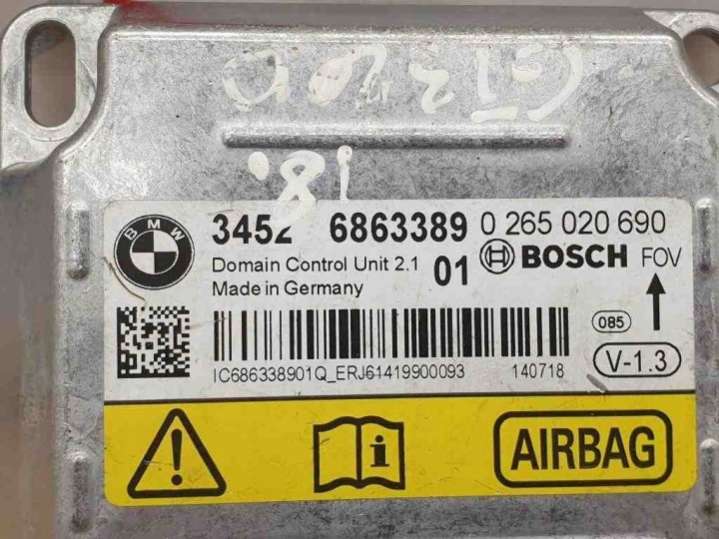 BMW
3452 6863389 0 265 020 690
Domain Control Unit 2.1 01 BOSCH FOV
Made in Germany
085
V-1.3
IC686338901Q_ERJ61419900093 140718
AIRBAG